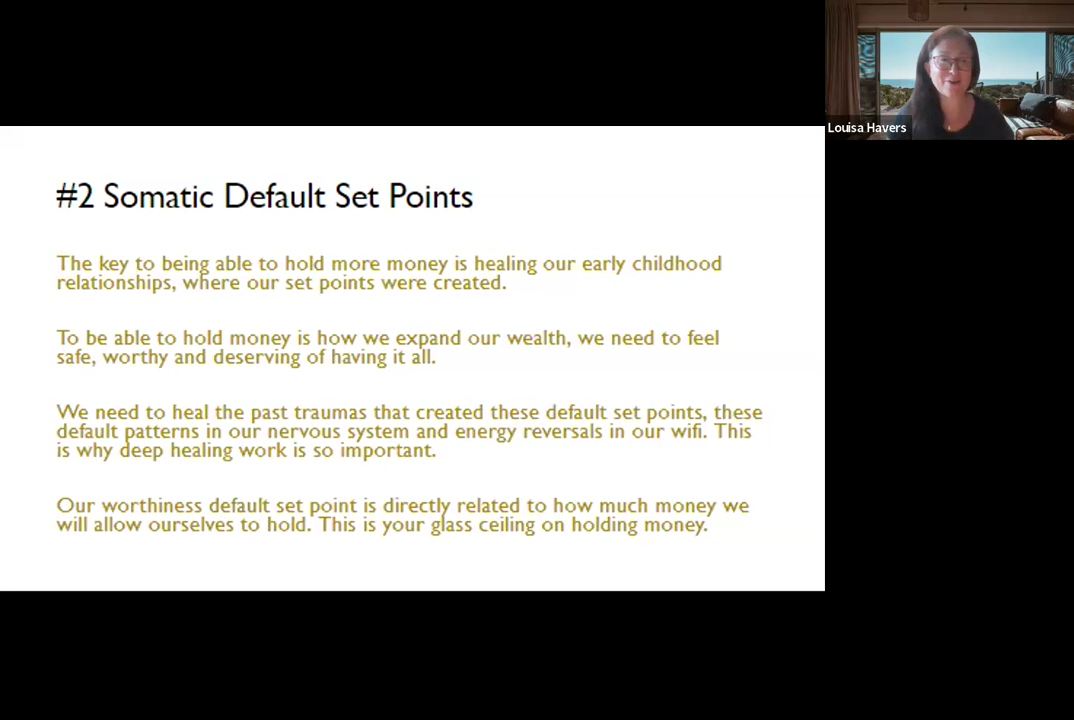 Louisa Havers
#2 Somatic Default Set Points
The key to being able to hold more money is healing our early childhood
relationships, where our set points were created.
To be able to hold money is how we expand our wealth, we need to feel
safe, worthy and deserving of having it all.
We need to heal the past traumas that created these default set points, these
default patterns in our nervous system and energy reversals in our wifi. This
is why deep healing work is so important.
Our worthiness default set point is directly related to how much money we
will allow ourselves to hold. This is your glass ceiling on holding money.